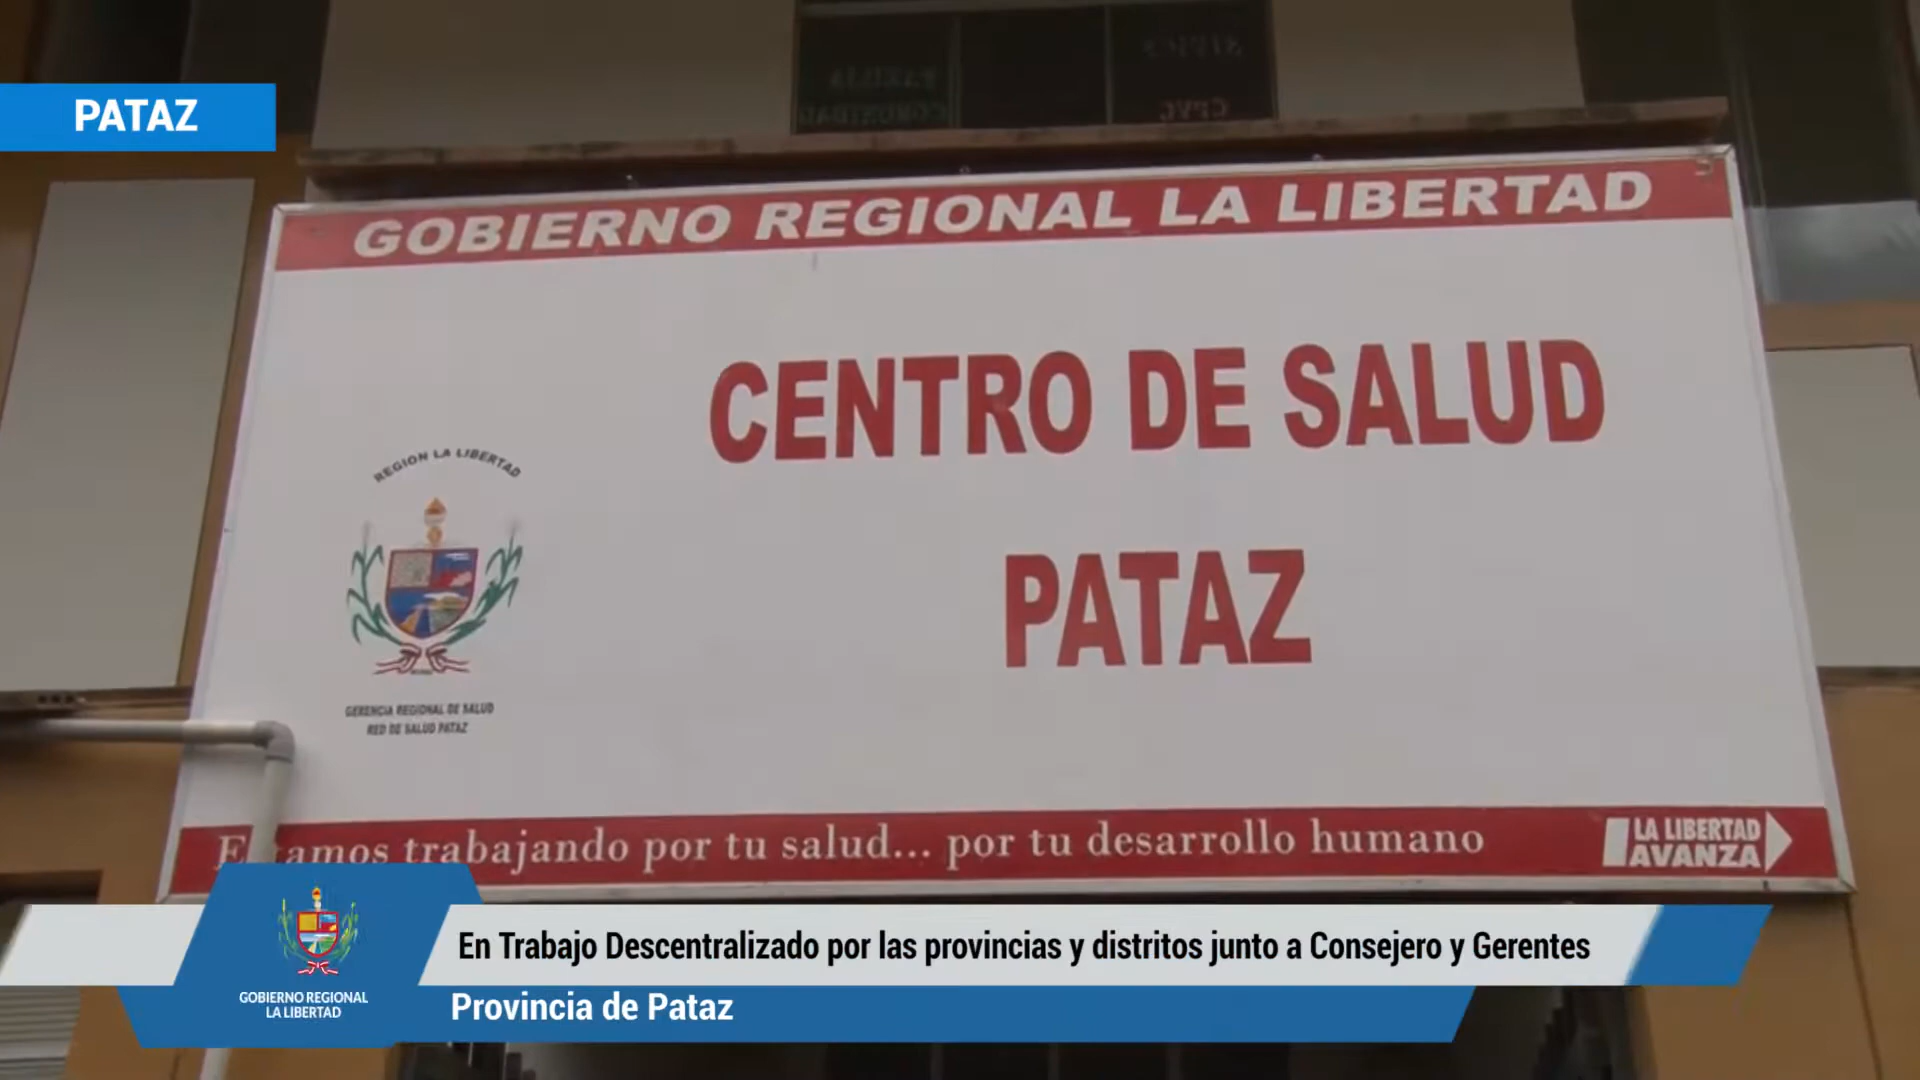 PATAZ
GOBIERNO REGIONAL LA LIBERTAD
CENTRO DE SALUD
PATAZ
REGION LA LIBERTAD
GERENCIA REGIONAL DE SALUD
RED DE SALUD PATAZ
Estamos trabajando por tu salud... por tu desarrollo humano
LA LIBERTAD
AVANZA
En Trabajo Descentralizado por las provincias y distritos junto a Consejero y Gerentes
Provincia de Pataz
GOBIERNO REGIONAL
LA LIBERTAD